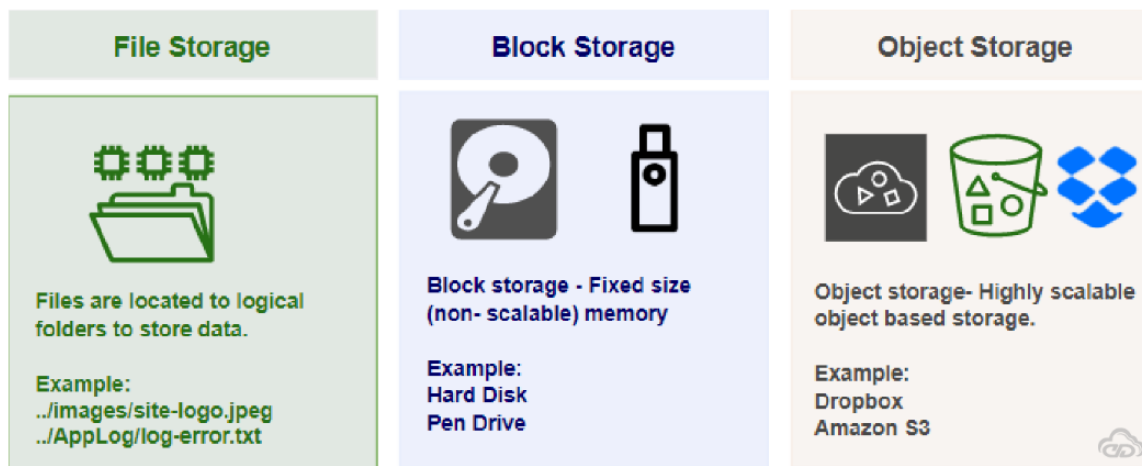 File Storage
Block Storage
Object Storage
Files are located to logical
folders to store data.
Example:
../images/site-logo.jpeg
../AppLog/log-error.txt
Block storage - Fixed size
(non- scalable) memory
Example:
Hard Disk
Pen Drive
Object storage- Highly scalable
object based storage.
Example:
Dropbox
Amazon S3